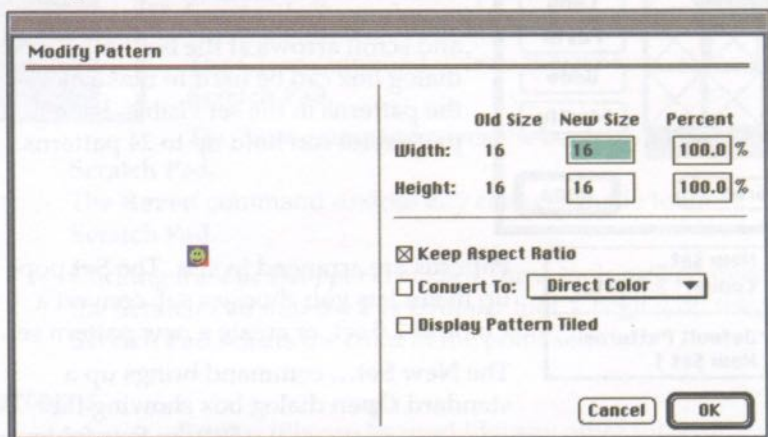 Modify Pattern
Old Size New Size Percent
Width: 16 16 100.0 %
Height: 16 16 100.0 %
Keep Aspect Ratio
Convert To: Direct Color
Display Pattern Tiled
Cancel OK